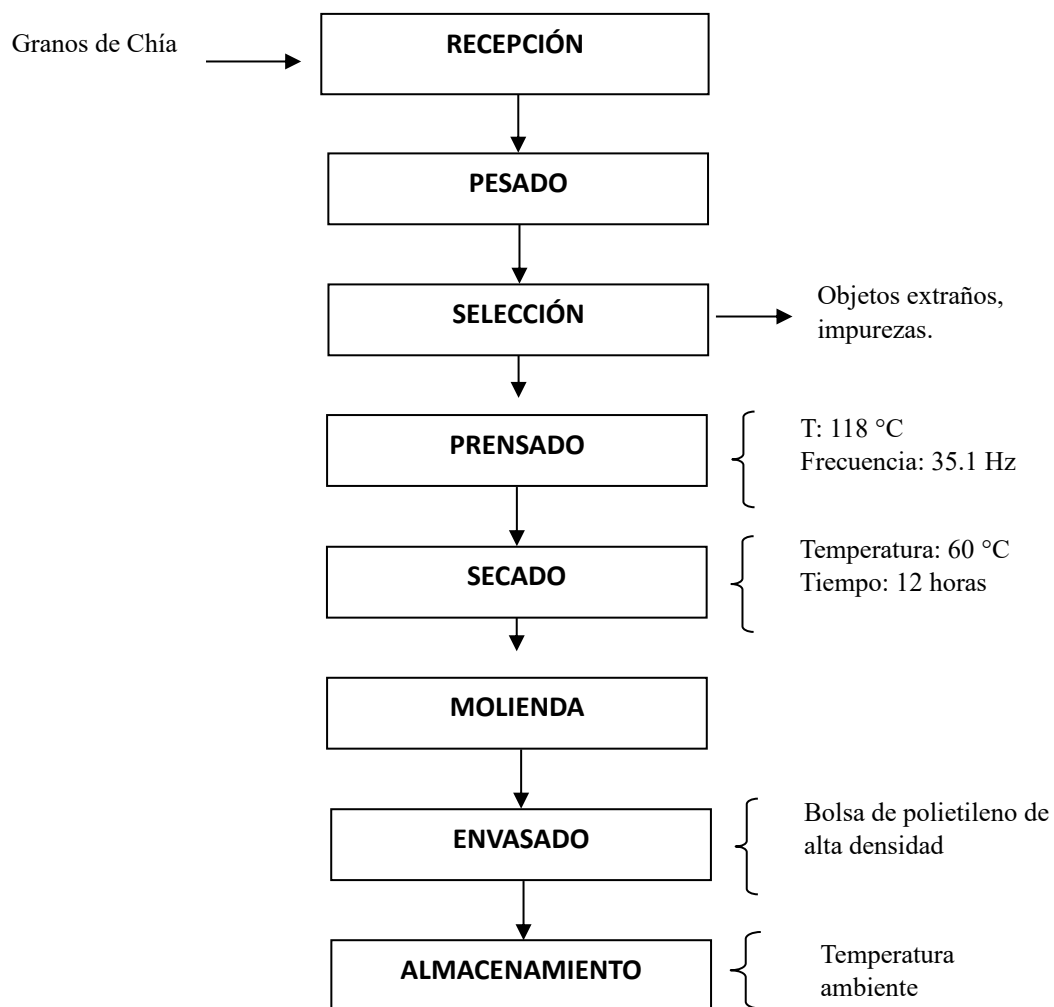 Granos de Chía
RECEPCIÓN
PESADO
SELECCIÓN
Objetos extraños,
impurezas.
PRENSADO
T: 118 °C
Frecuencia: 35.1 Hz
SECADO
Temperatura: 60 °C
Tiempo: 12 horas
MOLIENDA
ENVASADO
Bolsa de polietileno de
alta densidad
ALMACENAMIENTO
Temperatura
ambiente